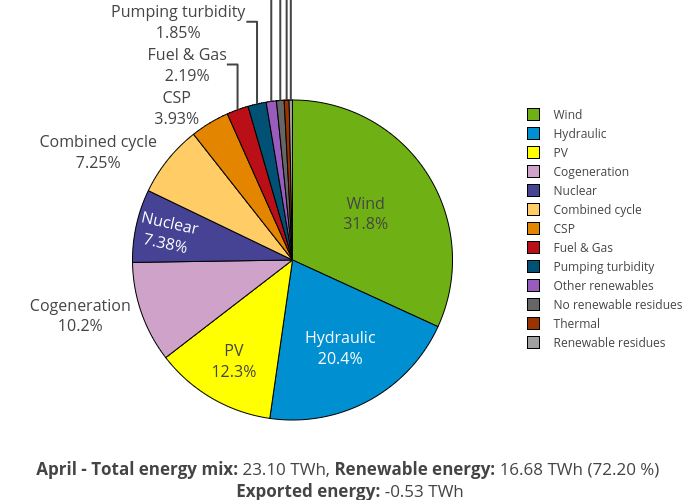 Pumping turbidity
1.85%
Fuel & Gas
2.19%
CSP
3.93%
Combined cycle
7.25%
Nuclear
7.38%
Cogeneration
10.2%
PV
12.3%
Hydraulic
20.4%
Wind
31.8%
Wind
Hydraulic
PV
Cogeneration
Nuclear
Combined cycle
CSP
Fuel & Gas
Pumping turbidity
Other renewables
No renewable residues
Thermal
Renewable residues
April - Total energy mix: 23.10 TWh, Renewable energy: 16.68 TWh (72.20 %)
Exported energy: -0.53 TWh